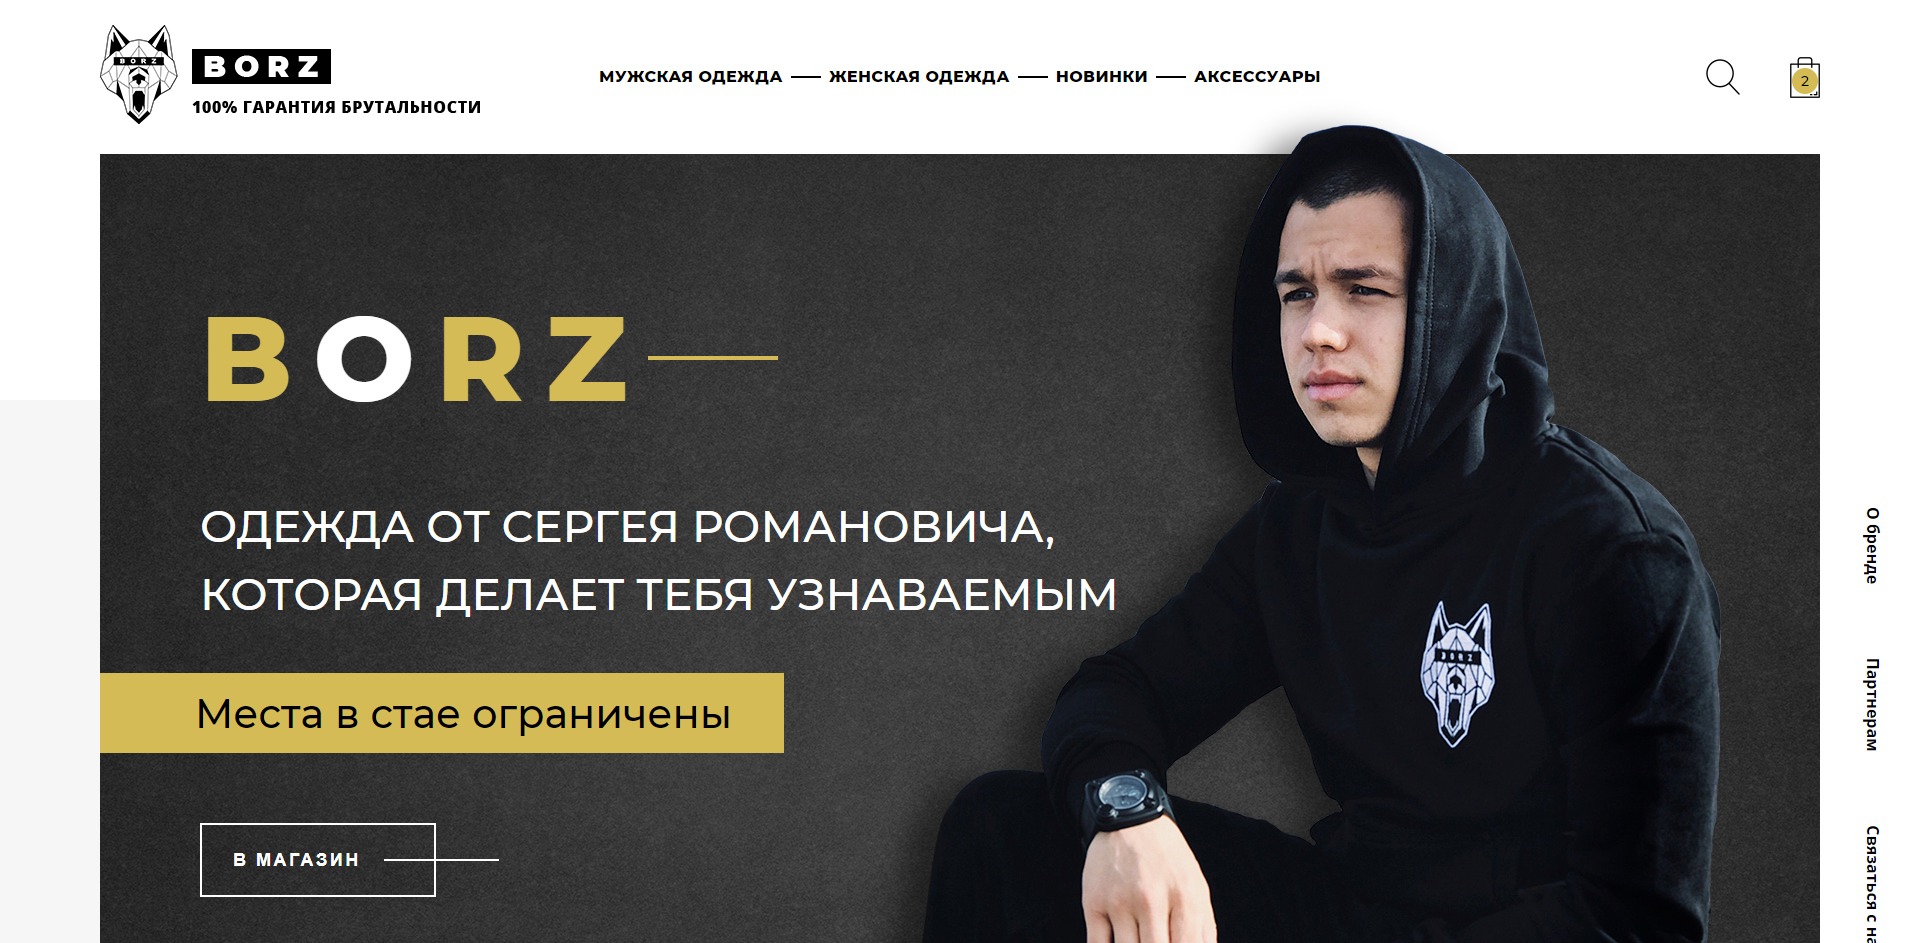 BORZ
BORZ
100% ГАРАНТИЯ БРУТАЛЬНОСТИ
МУЖСКАЯ ОДЕЖДА — ЖЕНСКАЯ ОДЕЖДА — НОВИНКИ — АКСЕССУАРЫ
2
BORZ
ОДЕЖДА ОТ СЕРГЕЯ РОМАНОВИЧА,
КОТОРАЯ ДЕЛАЕТ ТЕБЯ УЗНАВАЕМЫМ
Места в стае ограничены
В МАГАЗИН
BORZ
О бренде
Партнерам
Связаться с на